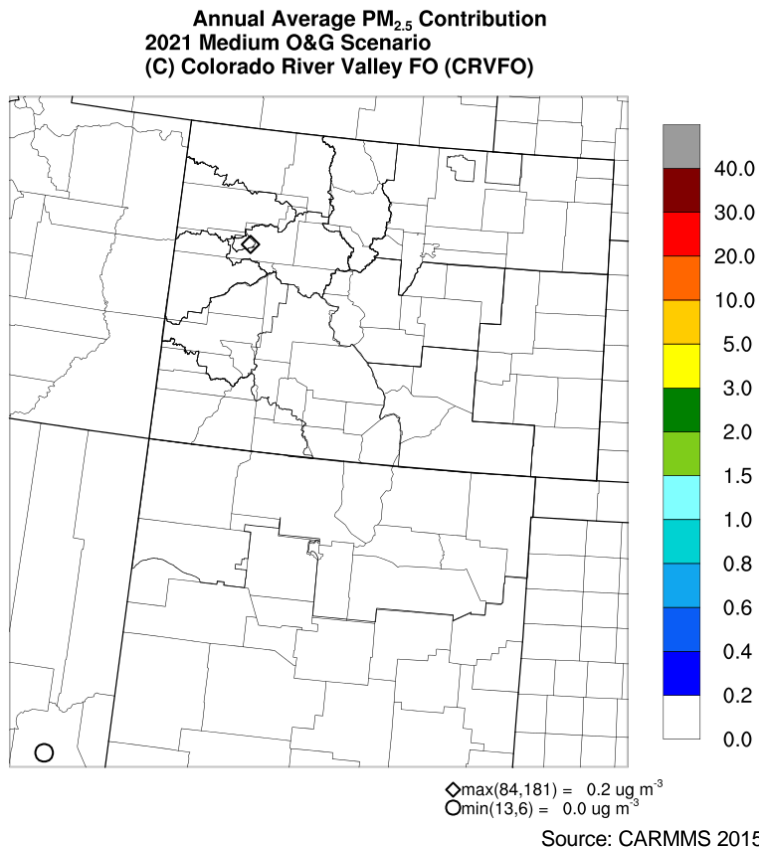 Annual Average PM2.5 Contribution
2021 Medium O&G Scenario
(C) Colorado River Valley FO (CRVFO)
40.0
30.0
20.0
10.0
5.0
3.0
2.0
1.5
1.0
0.8
0.6
0.4
0.2
0.0
max(84,181) = 0.2 ug m-3
min(13,6) = 0.0 ug m-3
Source: CARMMS 2015